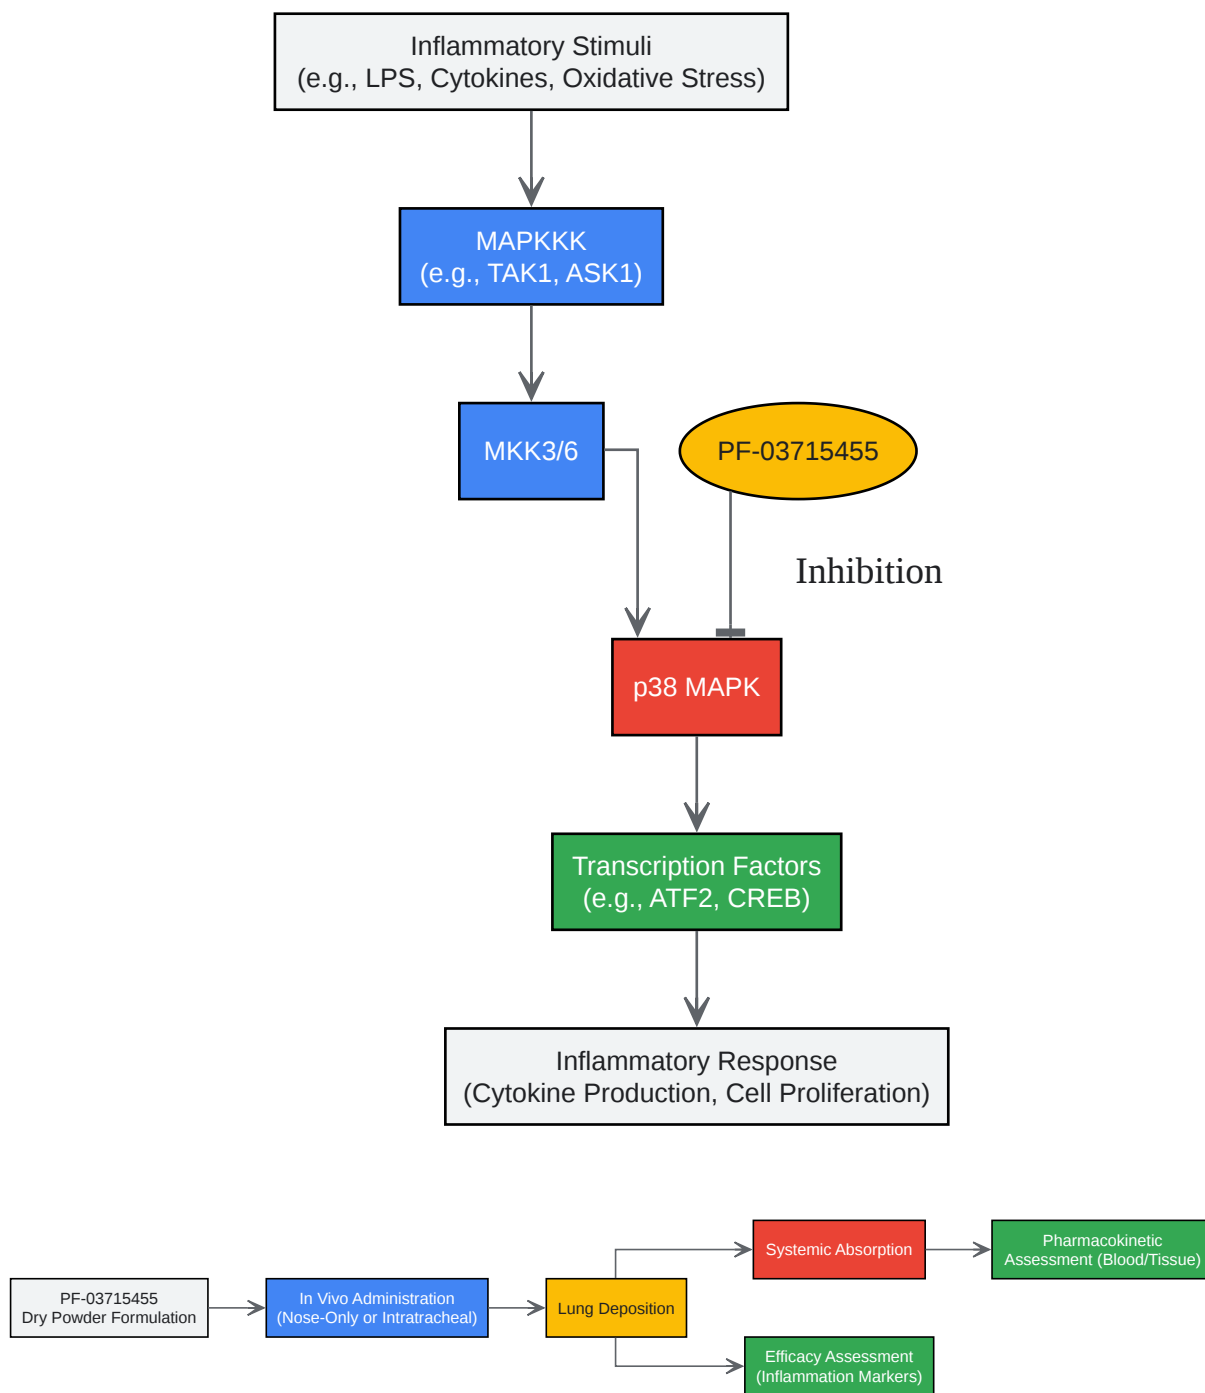 Inflammatory Stimuli
(e.g., LPS, Cytokines, Oxidative Stress)
MAPKKK
(e.g., TAK1, ASK1)
MKK3/6
PF-03715455
Inhibition
p38 MAPK
Transcription Factors
(e.g., ATF2, CREB)
Inflammatory Response
(Cytokine Production, Cell Proliferation)
PF-03715455
Dry Powder Formulation
In Vivo Administration
(Nose-Only or Intratracheal)
Lung Deposition
Systemic Absorption
Pharmacokinetic
Assessment (Blood/Tissue)
Efficacy Assessment
(Inflammation Markers)